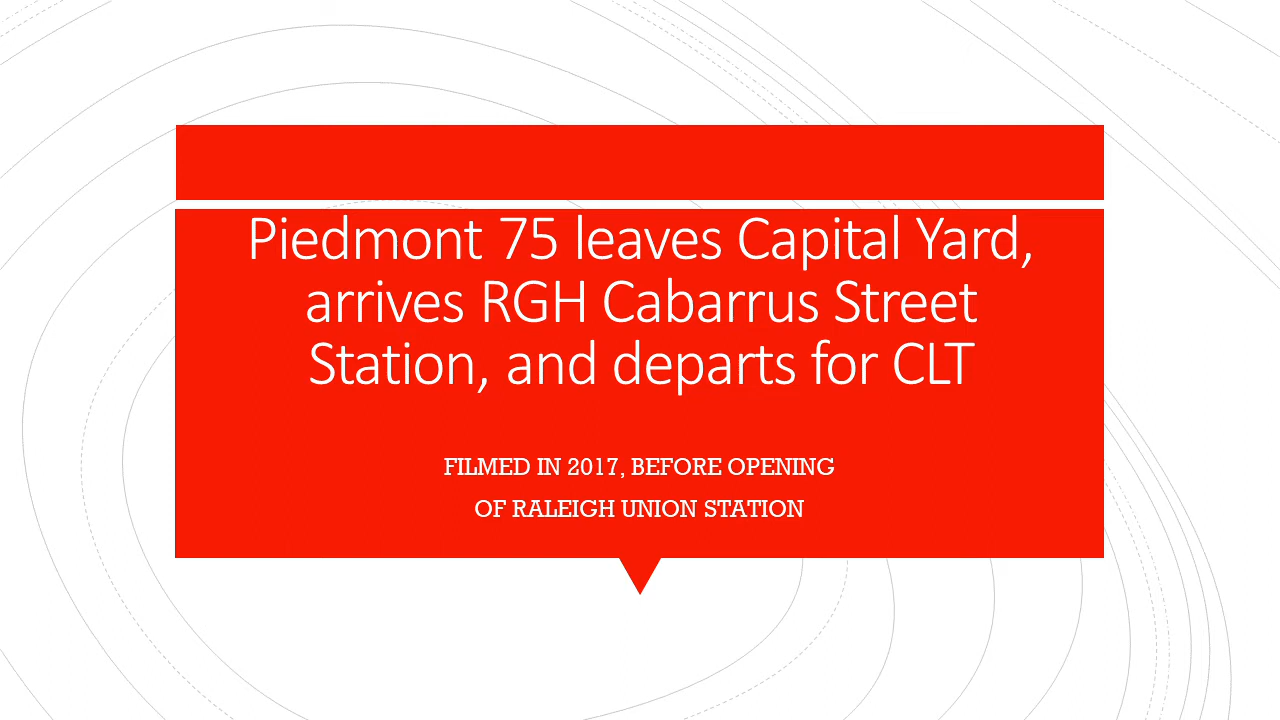 Piedmont 75 leaves Capital Yard,
arrives RGH Cabarrus Street
Station, and departs for CLT
FILMED IN 2017, BEFORE OPENING
OF RALEIGH UNION STATION